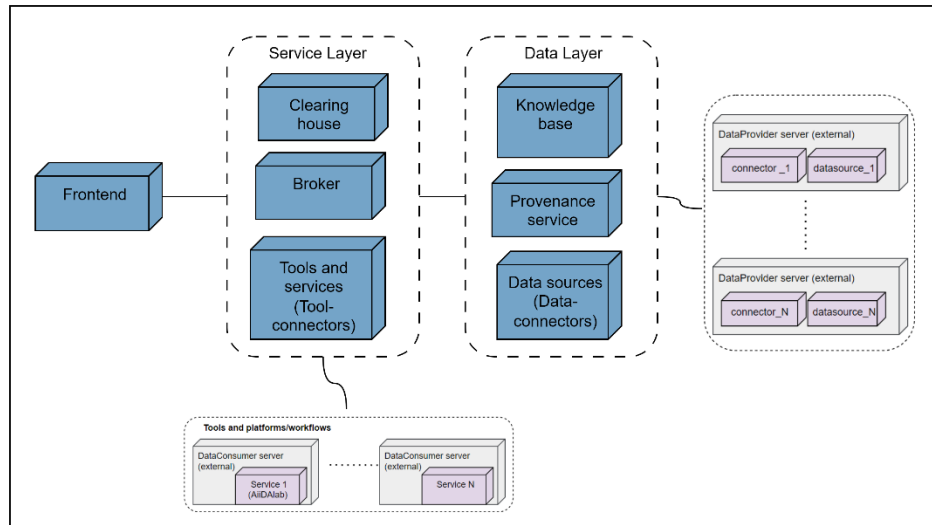 Service Layer
Data Layer
Clearing
house
Knowledge
base
DataProvider server (external)
connector _1
datasource_1
Broker
Frontend
Provenance
service
Tools and
services
(Tool-
connectors)
Data sources
(Data-
connectors)
DataProvider server (external)
connector_N
datasource_N
Tools and platforms/workflows
DataConsumer server
(external)
Service 1
(AiiDAlab)
DataConsumer server
(external)
Service N